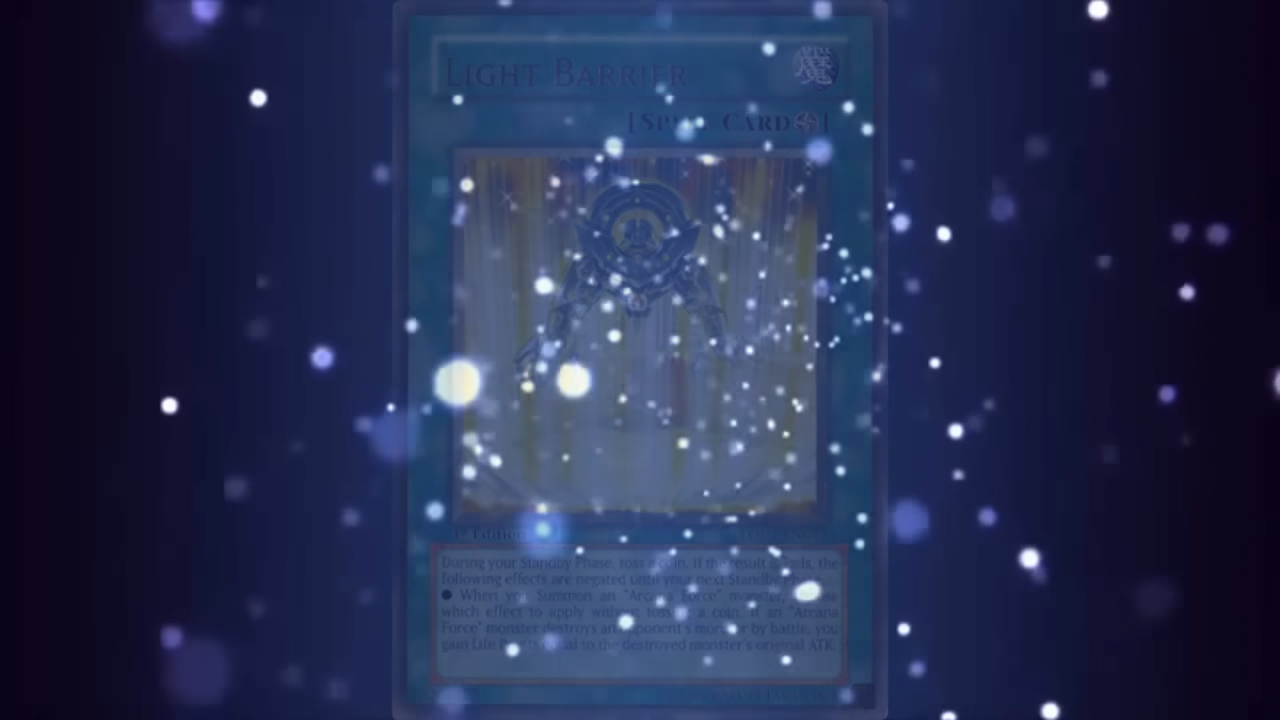 LIGHT BARRIER
魔
[SPELL CARD]
1st Edition
During your Standby Phase, toss a coin. If the result is Tails, the
following effects are negated until your next Standby
● When you Summon an "Arcana Force" monster,
which effect to apply without toss a coin. If an "Arcana
Force" monster destroys an opponent's monster by battle, you
gain Life Points equal to the destroyed monster's original ATK.